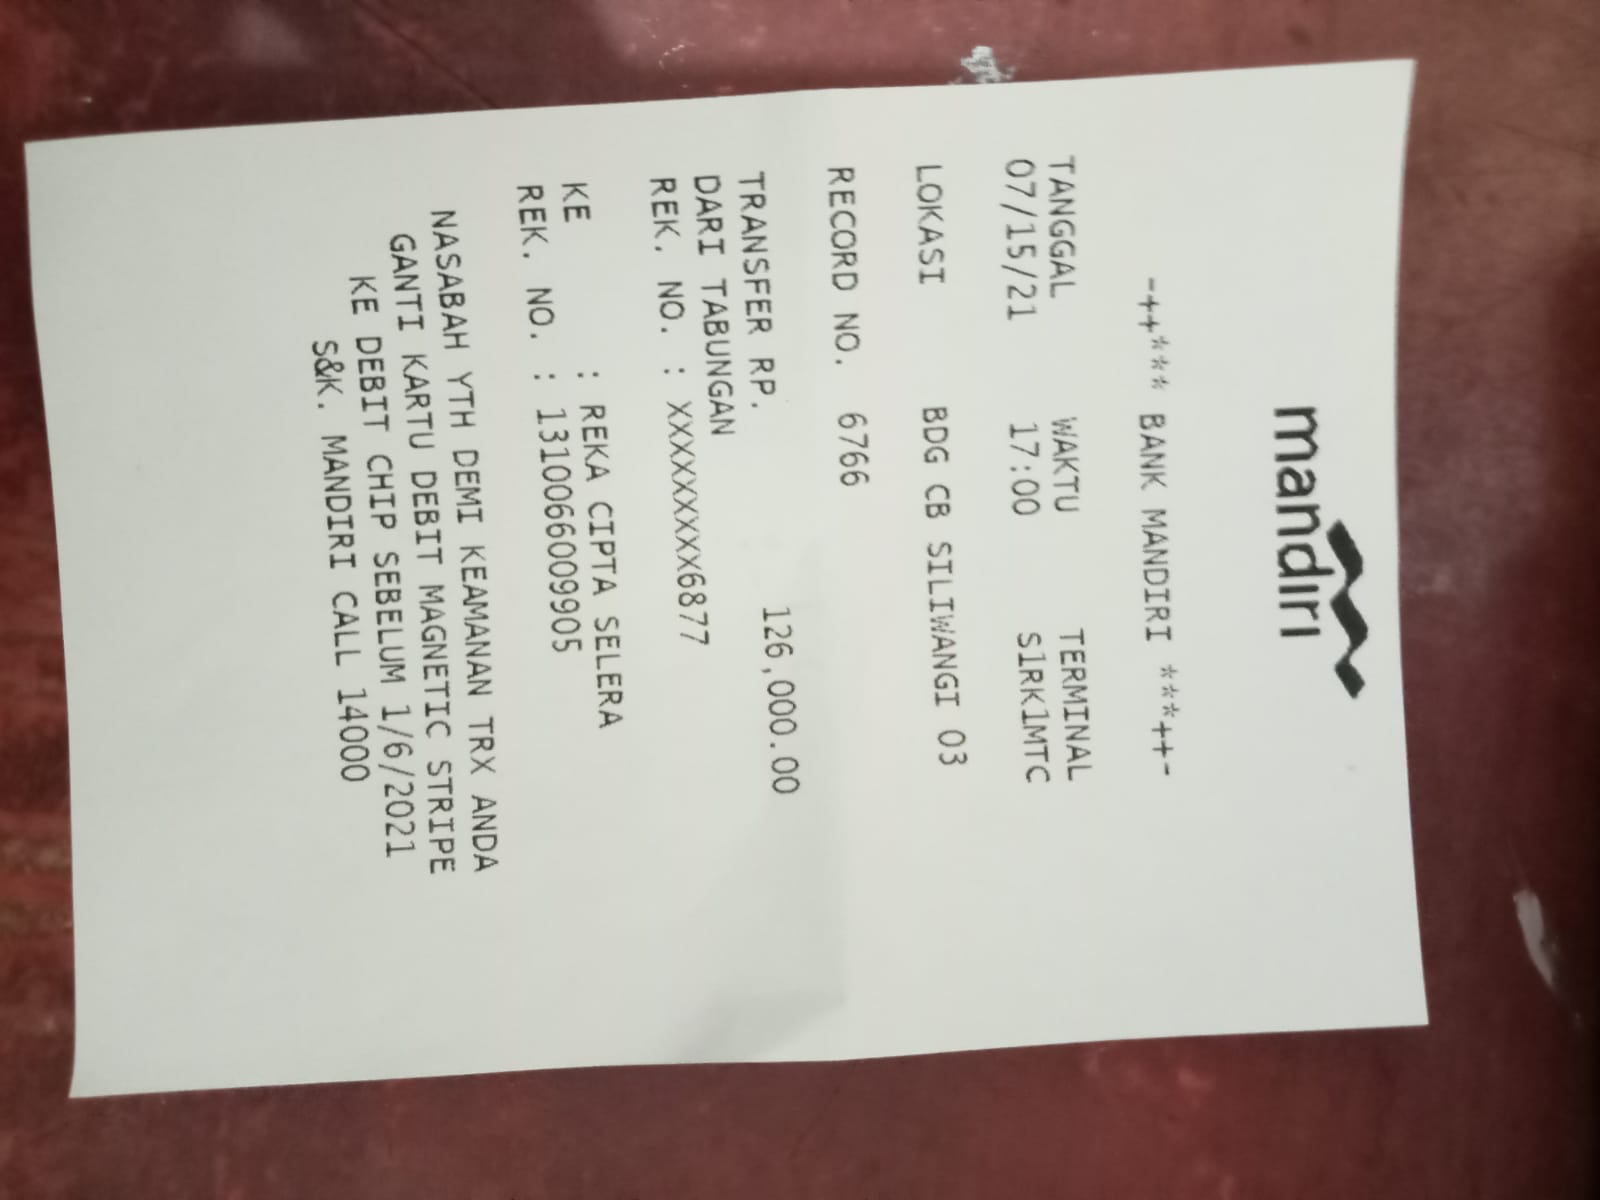 mandırı
-++*** BANK MANDIRI ***++-
TANGGAL WAKTU TERMINAL
07/15/21 17:00 S1RK1MTC
LOKASI BDG CB SILIWANGI 03
RECORD NO. 6766
TRANSFER RP. 126,000.00
DARI TABUNGAN
REK. NO. : XXXXXXXXX6877
KE : REKA CIPTA SELERA
REK. NO. : 1310066009905
NASABAH YTH DEMI KEAMANAN TRX ANDA
GANTI KARTU DEBIT MAGNETIC STRIPE
KE DEBIT CHIP SEBELUM 1/6/2021
S&K. MANDIRI CALL 14000